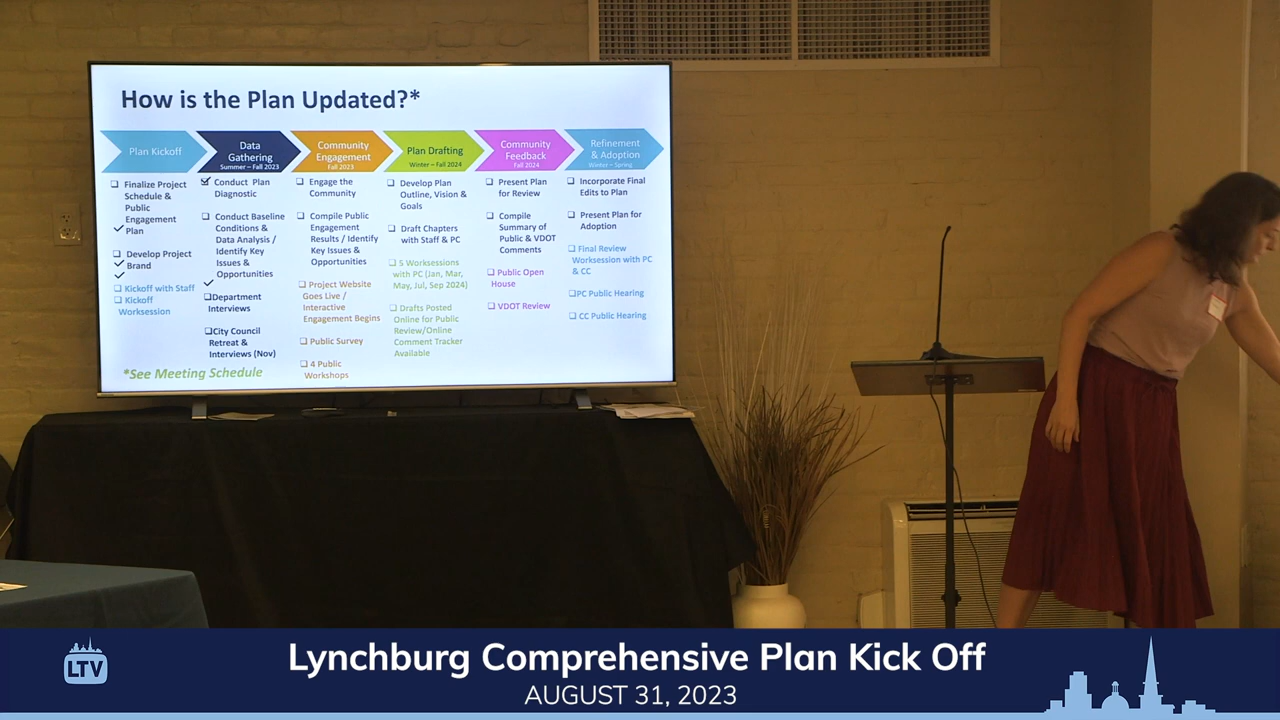 How is the Plan Updated?*
Plan Kickoff
Data
Gathering
Summer – Fall 2023
Community
Engagement
Fall 2023
Plan Drafting
Winter – Fall 2024
Community
Feedback
Fall 2024
Refinement
& Adoption
Winter – Spring
Finalize Project
Schedule &
Public
Engagement
Plan
Develop Project
Brand
Kickoff with Staff
Kickoff
Worksession
*See Meeting Schedule
Conduct Plan
Diagnostic
Conduct Baseline
Conditions &
Data Analysis /
Identify Key
Issues &
Opportunities
Department
Interviews
City Council
Retreat &
Interviews (Nov)
Engage the
Community
Compile Public
Engagement
Results / Identify
Key Issues &
Opportunities
Project Website
Goes Live /
Interactive
Engagement Begins
Public Survey
4 Public
Workshops
Develop Plan
Outline, Vision &
Goals
Draft Chapters
with Staff & PC
5 Worksessions
with PC (Jan, Mar,
May, Jul, Sep 2024)
Drafts Posted
Online for Public
Review/Online
Comment Tracker
Available
Present Plan
for Review
Compile
Summary of
Public & VDOT
Comments
Public Open
House
VDOT Review
Incorporate Final
Edits to Plan
Present Plan for
Adoption
Final Review
Worksession with PC
& CC
PC Public Hearing
CC Public Hearing
LTV
Lynchburg Comprehensive Plan Kick Off
AUGUST 31, 2023